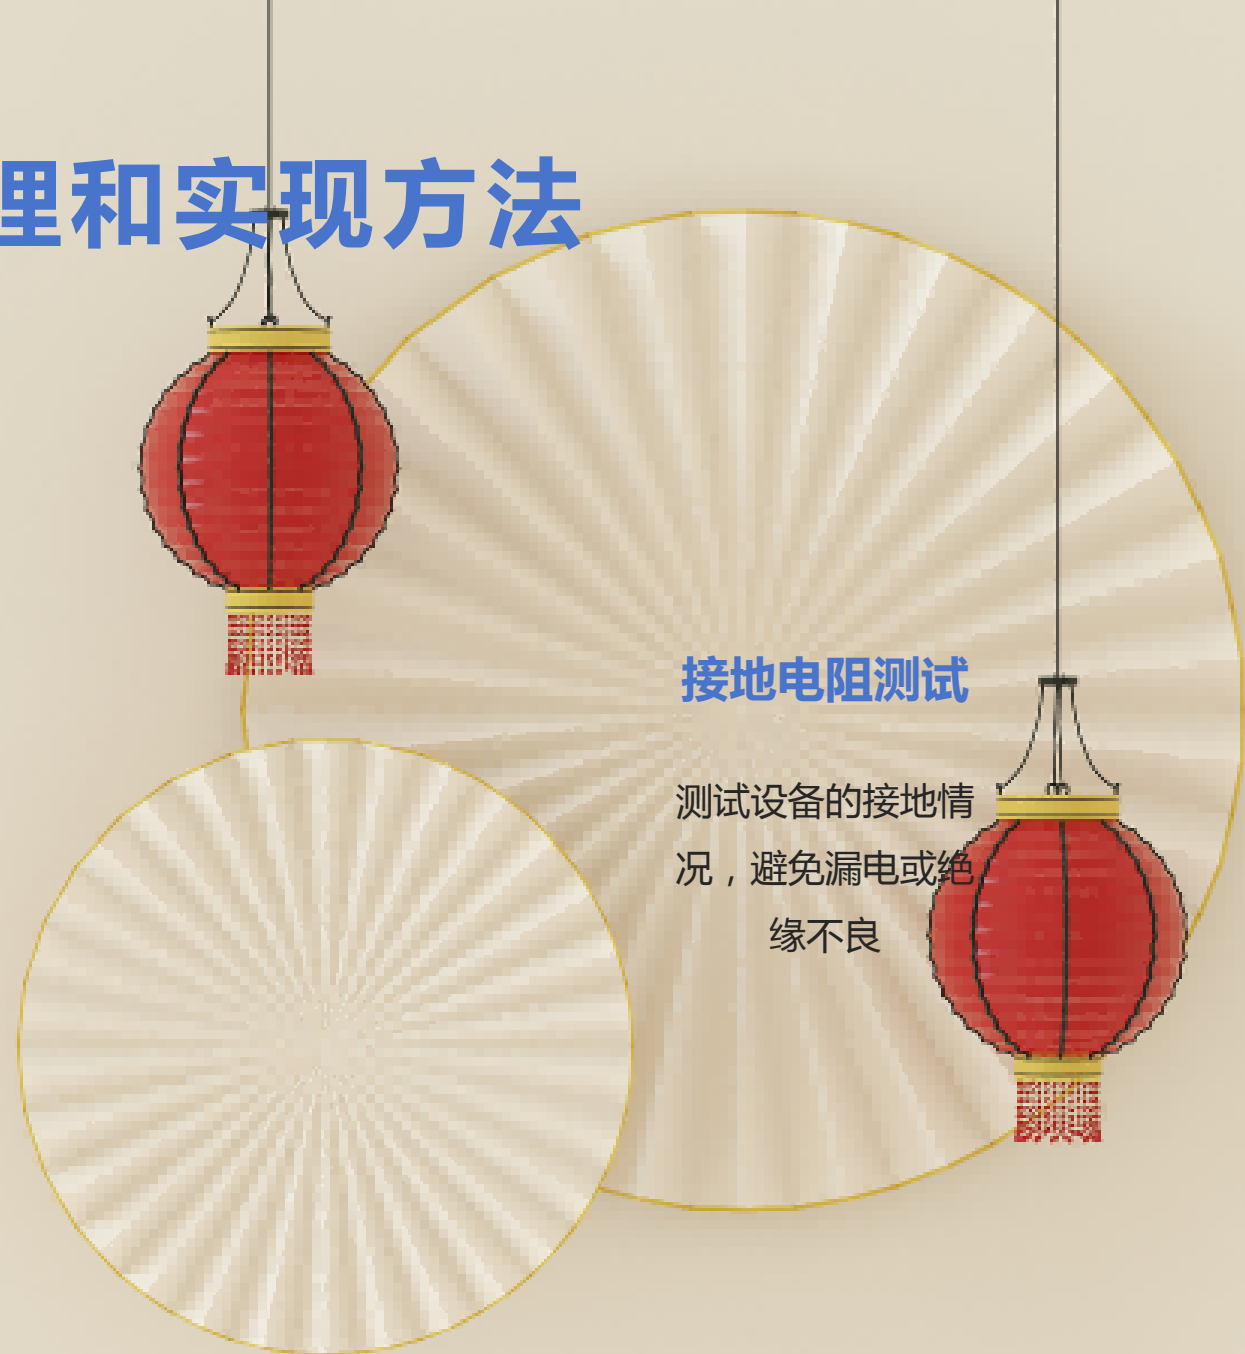 理和实现方法
接地电阻测试
测试设备的接地情
况，避免漏电或绝
缘不良